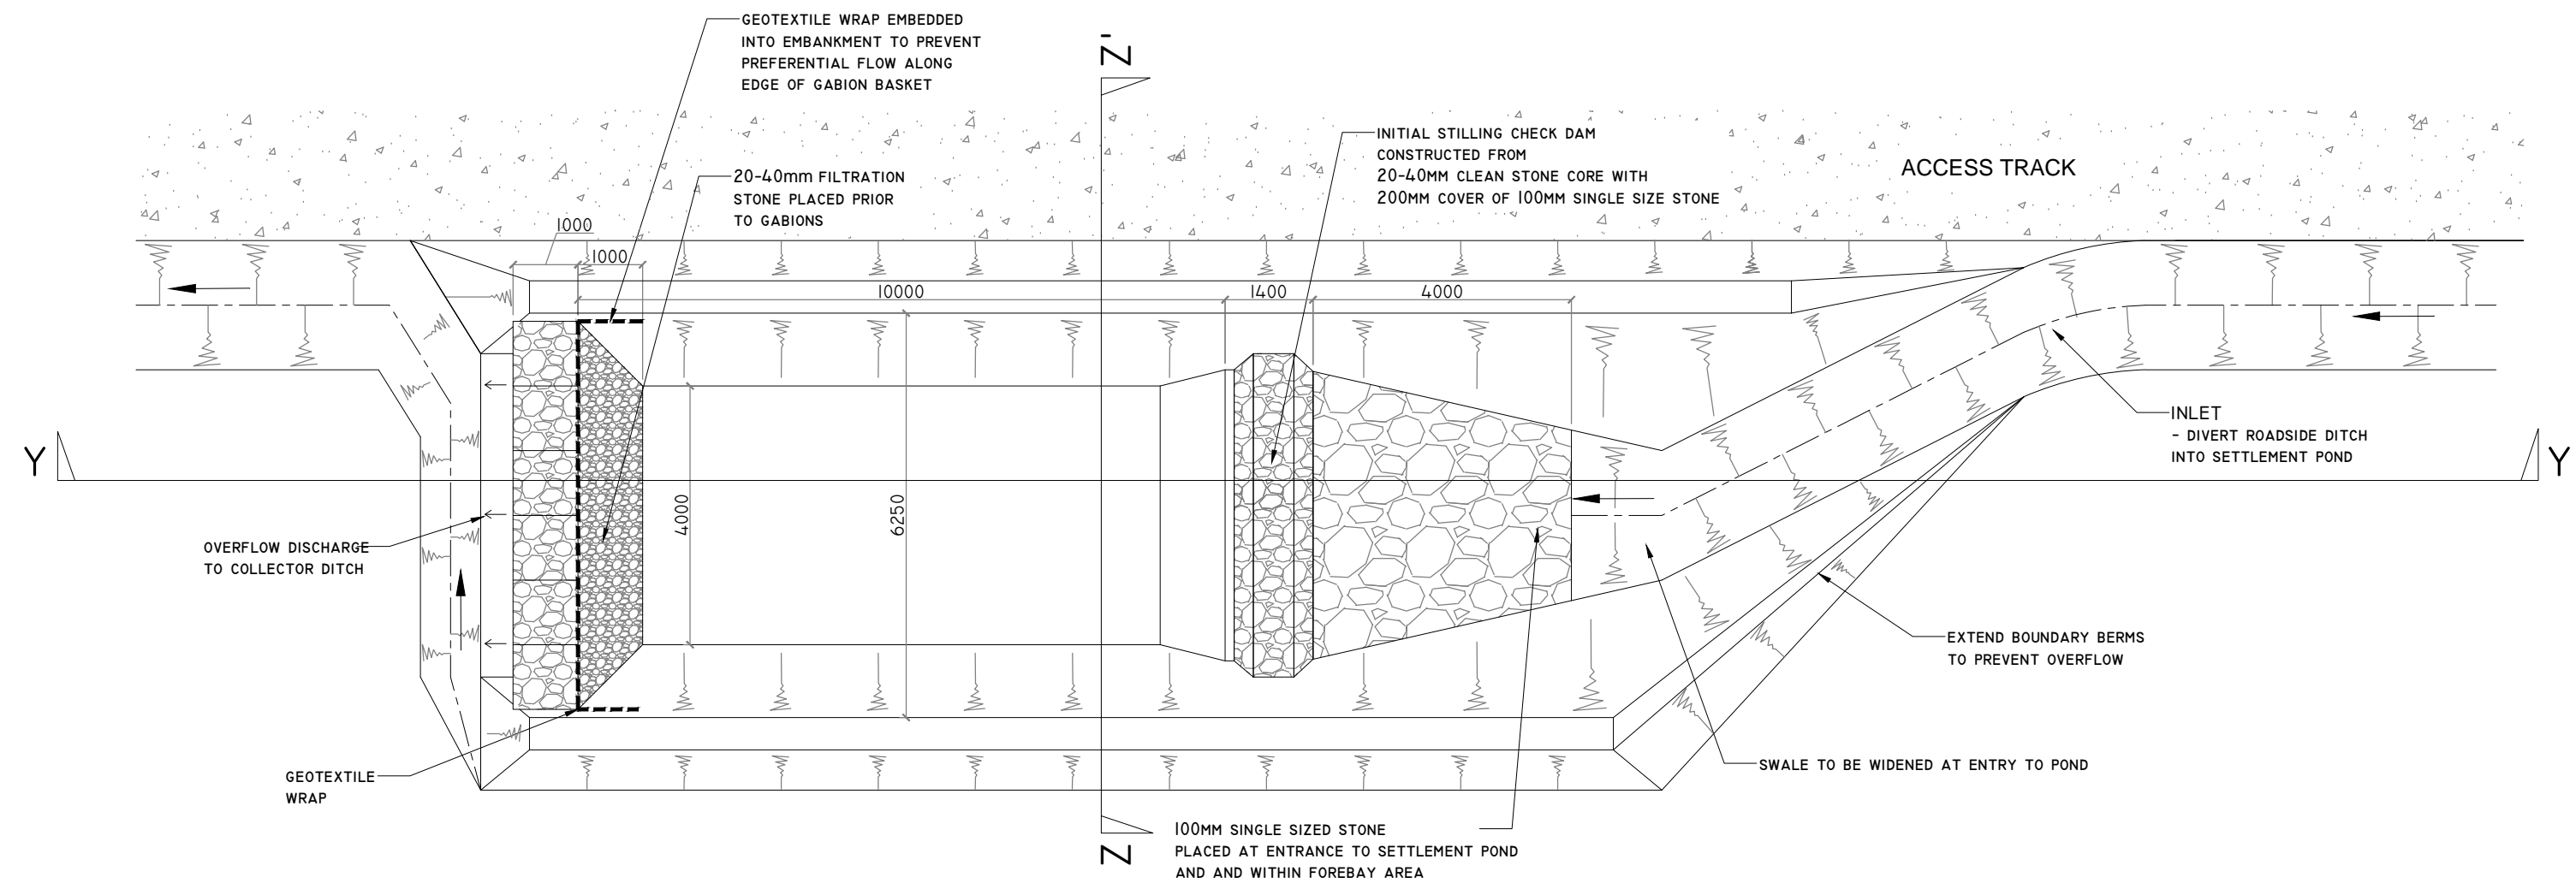 GEOTEXTILE WRAP EMBEDDED
INTO EMBANKMENT TO PREVENT
PREFERENTIAL FLOW ALONG
EDGE OF GABION BASKET
Z
INITIAL STILLING CHECK DAM
CONSTRUCTED FROM
20-40MM CLEAN STONE CORE WITH
200MM COVER OF 100MM SINGLE SIZE STONE
ACCESS TRACK
20-40mm FILTRATION
STONE PLACED PRIOR
TO GABIONS
1000
1000
10000
1400
4000
INLET
- DIVERT ROADSIDE DITCH
INTO SETTLEMENT POND
Y
Y
4000
6250
OVERFLOW DISCHARGE
TO COLLECTOR DITCH
EXTEND BOUNDARY BERMS
TO PREVENT OVERFLOW
GEOTEXTILE
WRAP
SWALE TO BE WIDENED AT ENTRY TO POND
100MM SINGLE SIZED STONE
PLACED AT ENTRANCE TO SETTLEMENT POND
AND AND WITHIN FOREBAY AREA
Z